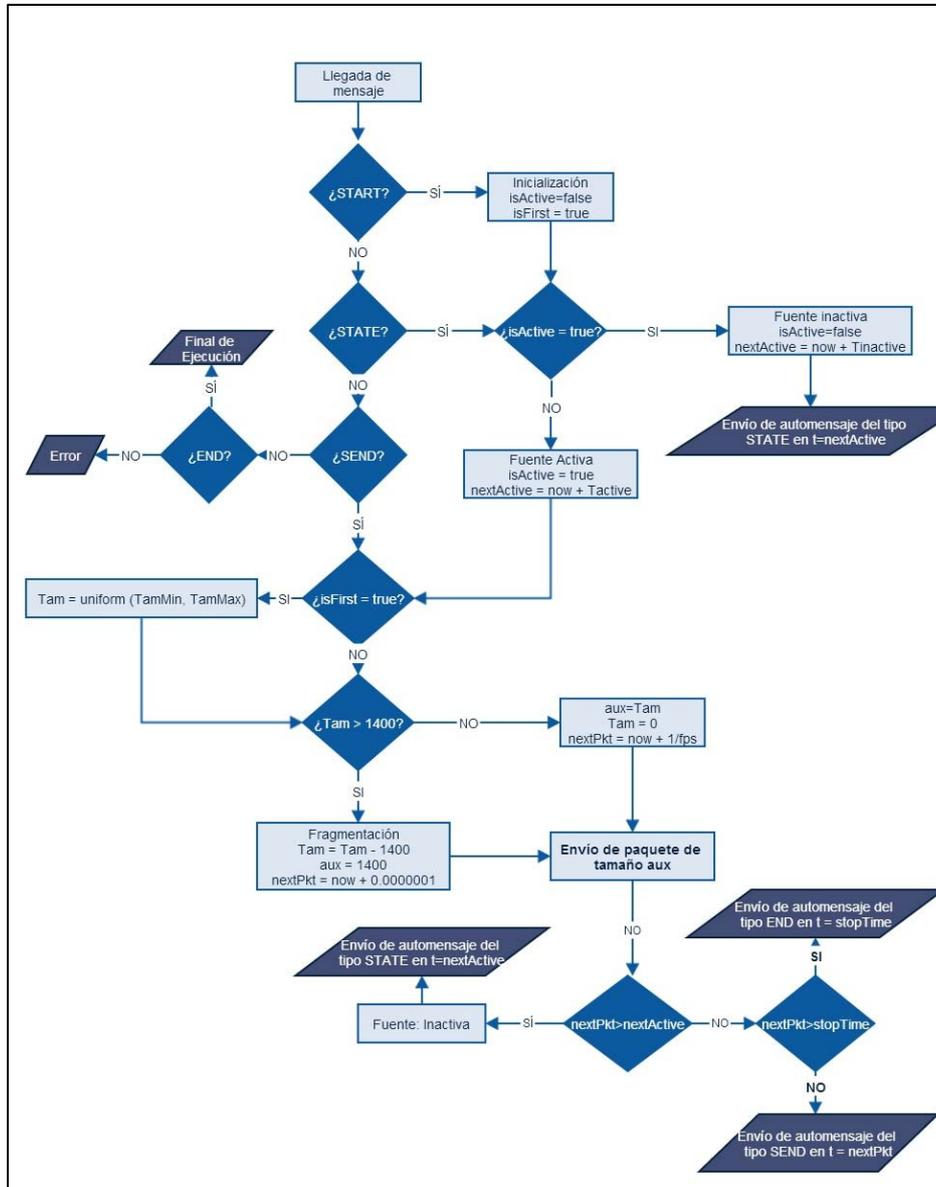 Llegada de
mensaje
¿START?
SÍ
Inicialización
isActive=false
isFirst = true
NO
¿STATE?
SÍ
¿isActive = true?
SI
Fuente inactiva
isActive=false
nextActive = now + Tinactive
Final de
Ejecución
SÍ
NO
NO
Envío de automensaje del tipo
STATE en t=nextActive
Error
NO
¿END?
NO
¿SEND?
Fuente Activa
isActive = true
nextActive = now + Tactive
SÍ
Tam = uniform (TamMin, TamMax)
SI
¿isFirst = true?
NO
¿Tam > 1400?
NO
aux=Tam
Tam = 0
nextPkt = now + 1/fps
SI
Fragmentación
Tam = Tam - 1400
aux = 1400
nextPkt = now + 0.0000001
Envío de paquete de
tamaño aux
NO
Envío de automensaje del
tipo END en t = stopTime
SI
Envío de automensaje del
tipo STATE en t=nextActive
Fuente: Inactiva
SÍ
nextPkt>nextActive
NO
nextPkt>stopTime
NO
Envío de automensaje del
tipo SEND en t = nextPkt